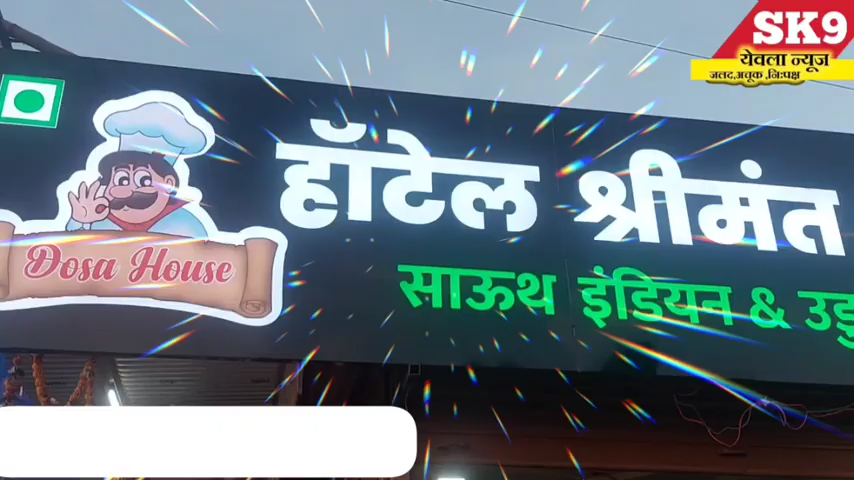 SK9
येवला न्यूज
जलद,अचूक,नि:पक्ष
हॉटेल श्रीमंत
Dosa House
साऊथ इंडियन &